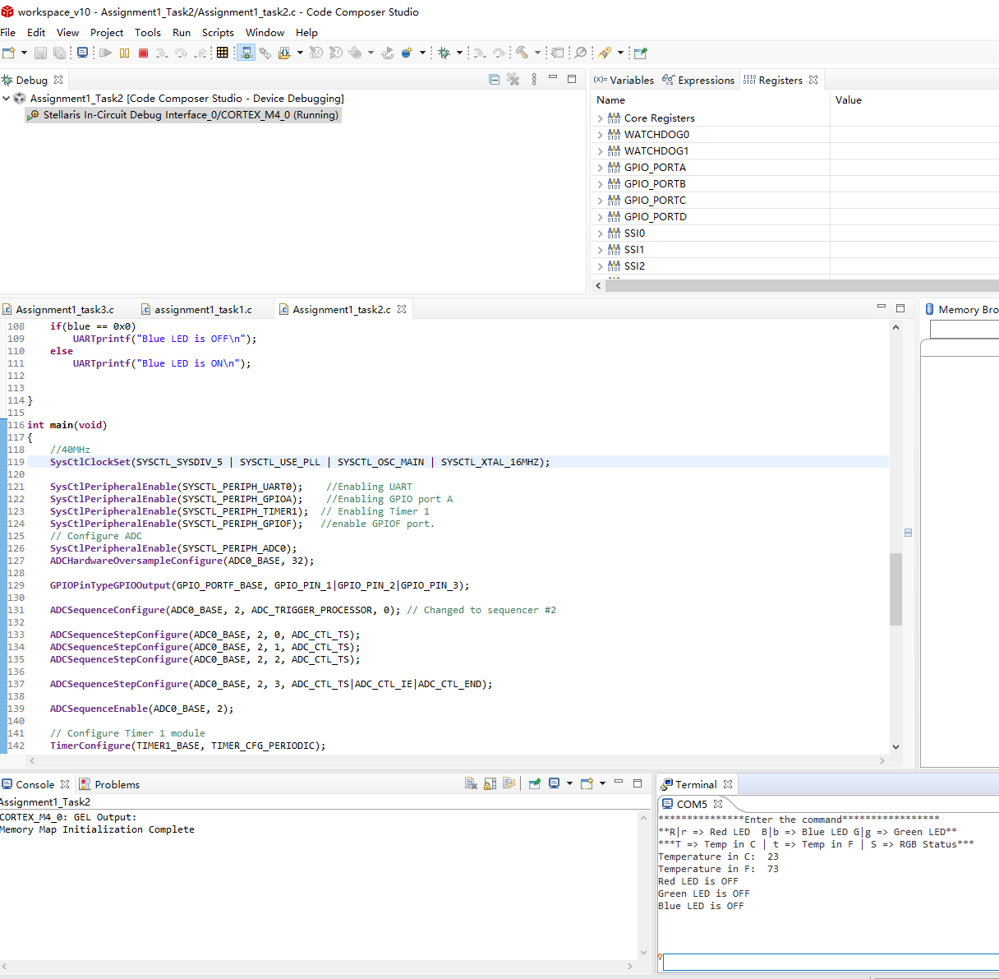 workspace_v10 - Assignment1_Task2/Assignment1_task2.c - Code Composer Studio
File Edit View Project Tools Run Scripts Window Help
Debug
Assignment1_Task2 [Code Composer Studio - Device Debugging]
Stellaris In-Circuit Debug Interface_0/CORTEX_M4_0 (Running)
(x)= Variables Expressions Registers
Name Value
Core Registers
WATCHDOG0
WATCHDOG1
GPIO_PORTA
GPIO_PORTB
GPIO_PORTC
GPIO_PORTD
SSI0
SSI1
SSI2
Assignment1_task3.c assignment1_task1.c Assignment1_task2.c
Memory Bro
108 if(blue == 0x0)
109 UARTprintf("Blue LED is OFF\n");
110 else
111 UARTprintf("Blue LED is ON\n");
112
113
114 }
115
116 int main(void)
117 {
118 //40MHz
119 SysCtlClockSet(SYSCTL_SYSDIV_5 | SYSCTL_USE_PLL | SYSCTL_OSC_MAIN | SYSCTL_XTAL_16MHZ);
120
121 SysCtlPeripheralEnable(SYSCTL_PERIPH_UART0); //Enabling UART
122 SysCtlPeripheralEnable(SYSCTL_PERIPH_GPIOA); //Enabling GPIO port A
123 SysCtlPeripheralEnable(SYSCTL_PERIPH_TIMER1); // Enabling Timer 1
124 SysCtlPeripheralEnable(SYSCTL_PERIPH_GPIOF); //enable GPIOF port.
125 // Configure ADC
126 SysCtlPeripheralEnable(SYSCTL_PERIPH_ADC0);
127 ADCHardwareOversampleConfigure(ADC0_BASE, 32);
128
129 GPIOPinTypeGPIOOutput(GPIO_PORTF_BASE, GPIO_PIN_1|GPIO_PIN_2|GPIO_PIN_3);
130
131 ADCSequenceConfigure(ADC0_BASE, 2, ADC_TRIGGER_PROCESSOR, 0); // Changed to sequencer #2
132
133 ADCSequenceStepConfigure(ADC0_BASE, 2, 0, ADC_CTL_TS);
134 ADCSequenceStepConfigure(ADC0_BASE, 2, 1, ADC_CTL_TS);
135 ADCSequenceStepConfigure(ADC0_BASE, 2, 2, ADC_CTL_TS);
136
137 ADCSequenceStepConfigure(ADC0_BASE, 2, 3, ADC_CTL_TS|ADC_CTL_IE|ADC_CTL_END);
138
139 ADCSequenceEnable(ADC0_BASE, 2);
140
141 // Configure Timer 1 module
142 TimerConfigure(TIMER1_BASE, TIMER_CFG_PERIODIC);
Console Problems
Assignment1_Task2
CORTEX_M4_0: GEL Output:
Memory Map Initialization Complete
Terminal
COM5
***************Enter the command*****************
**R|r => Red LED B|b => Blue LED G|g => Green LED**
***T => Temp in C | t => Temp in F | S => RGB Status***
Temperature in C: 23
Temperature in F: 73
Red LED is OFF
Green LED is OFF
Blue LED is OFF